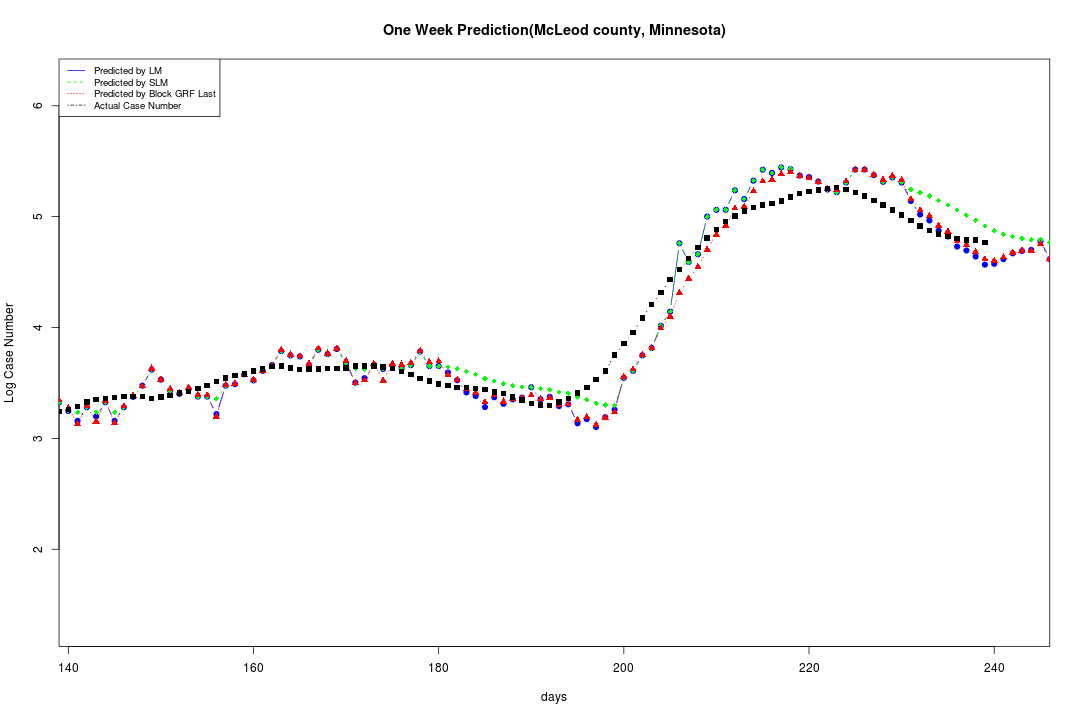 One Week Prediction(McLeod county, Minnesota)
Predicted by LM
Predicted by SLM
Predicted by Block GRF Last
Actual Case Number
6
5
4
3
2
Log Case Number
140 160 180 200 220 240
days